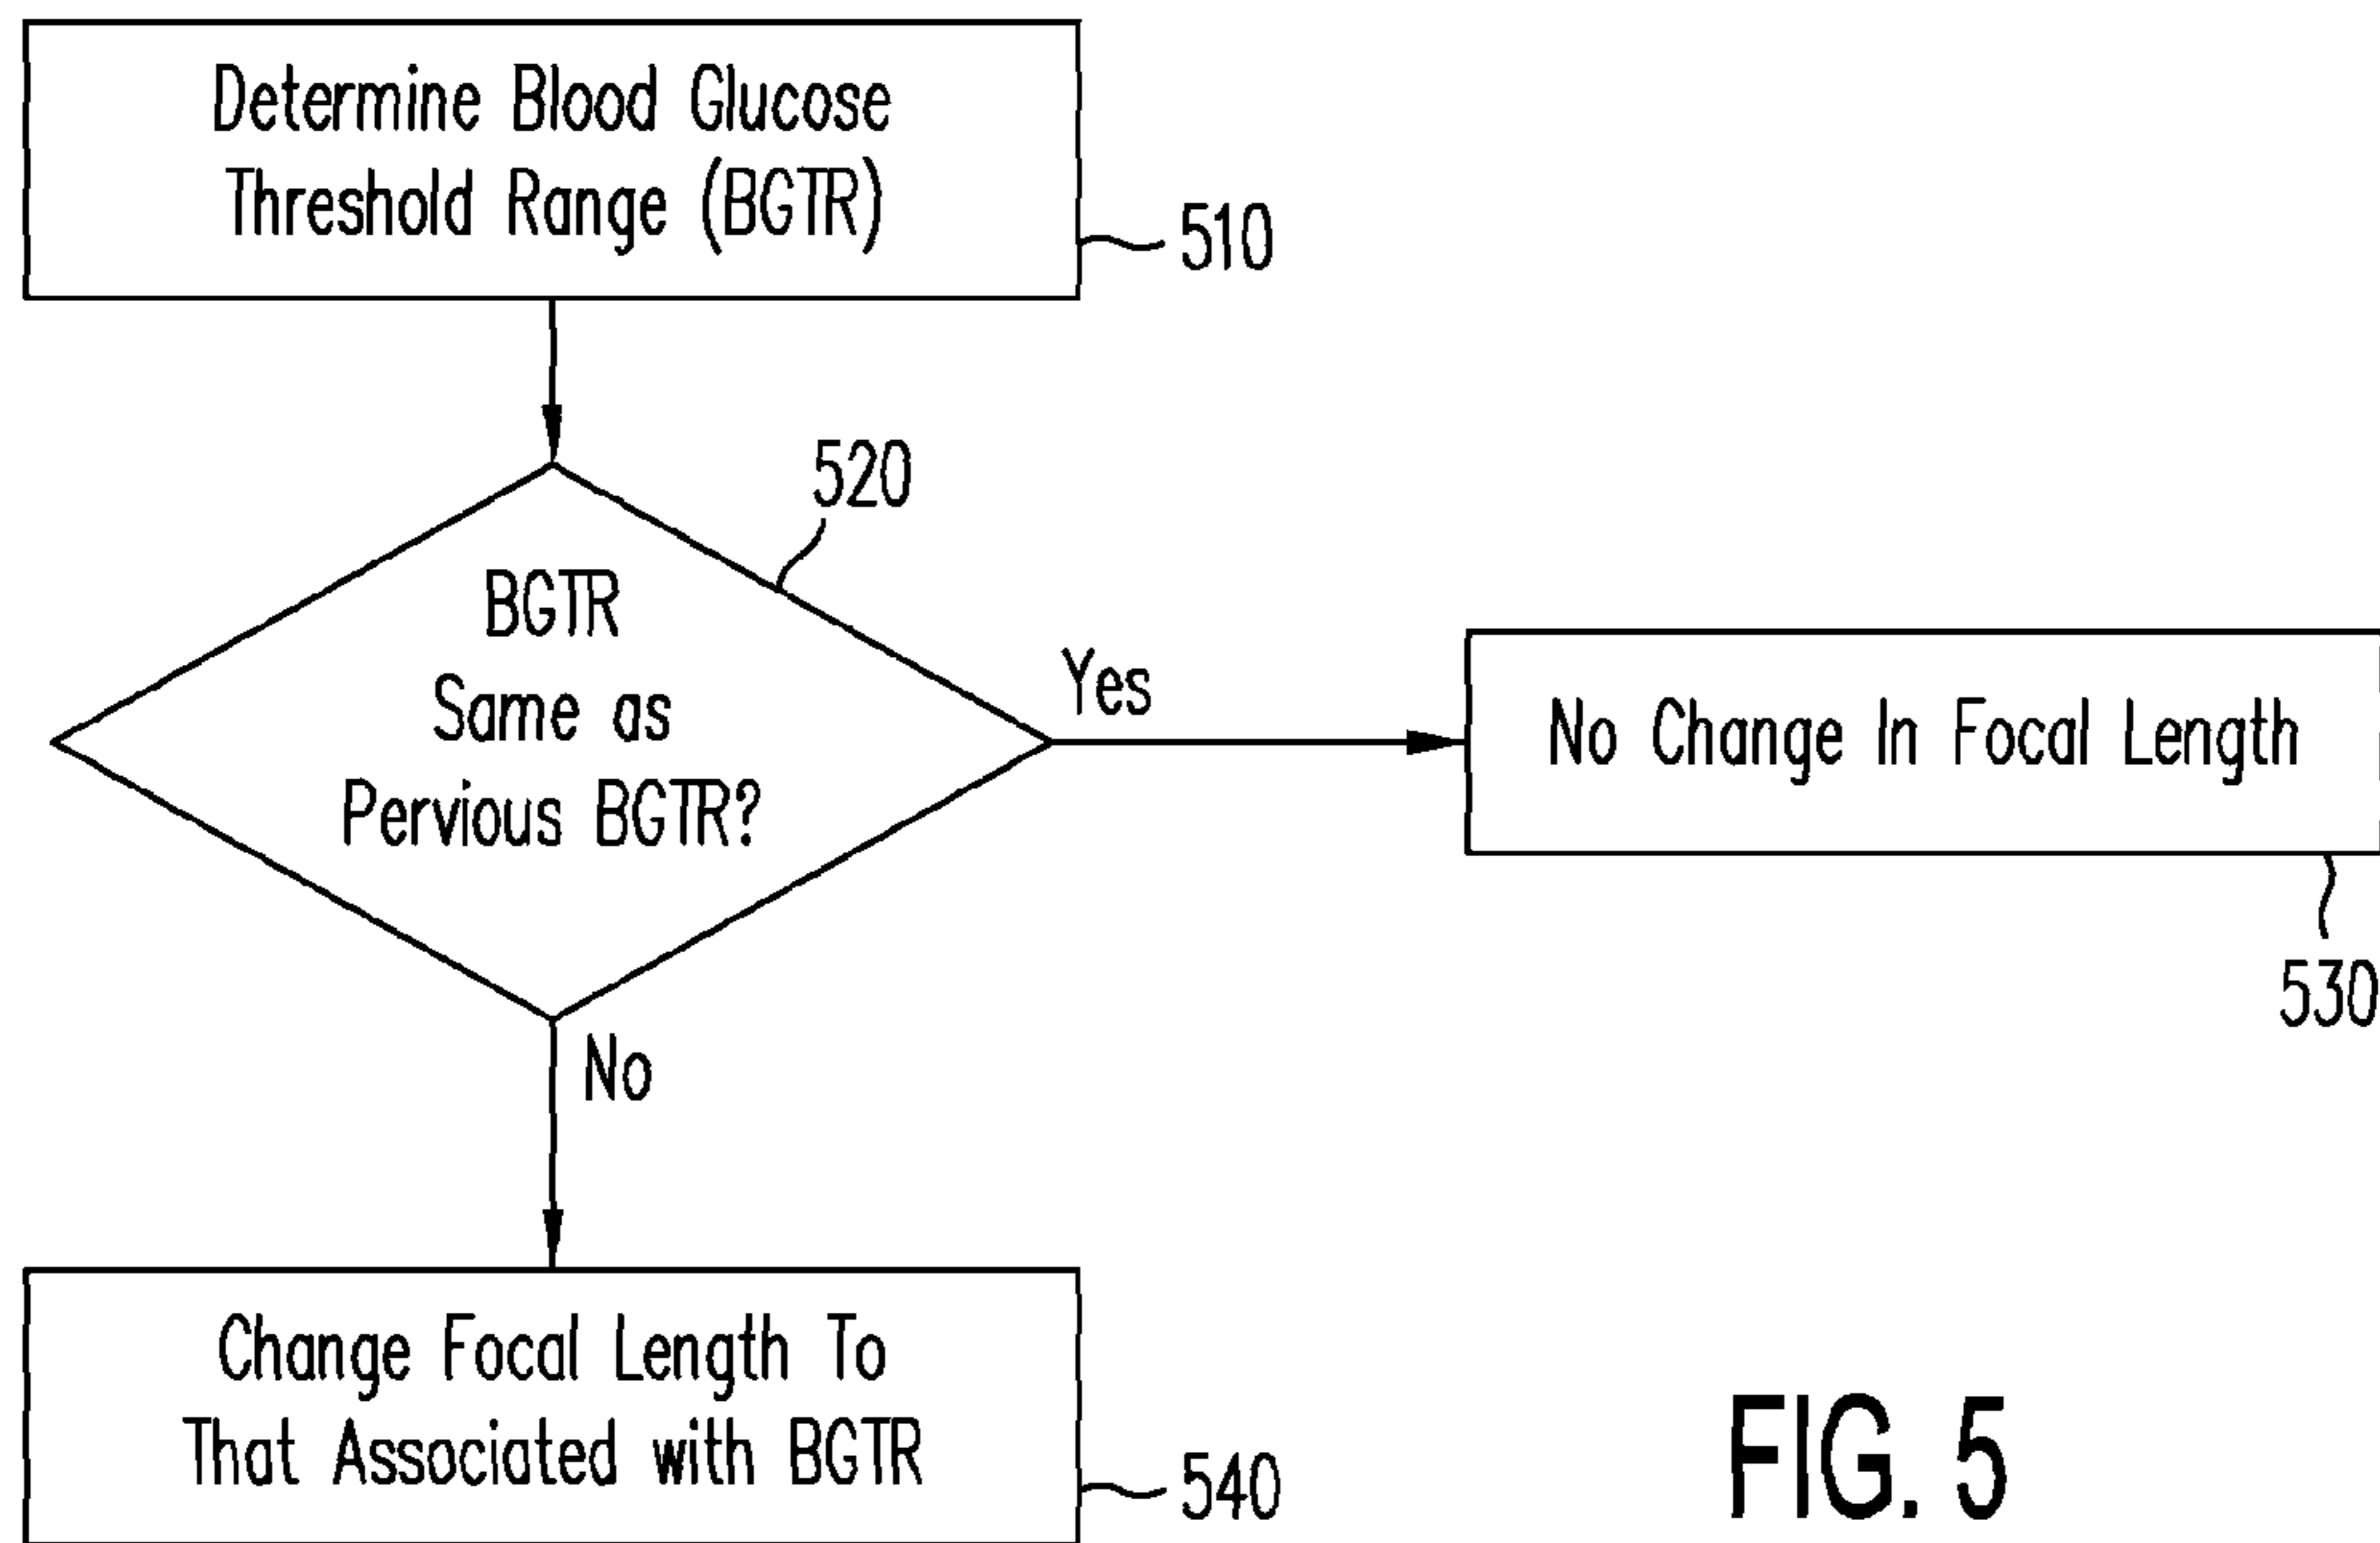 Determine Blood Glucose
Threshold Range (BGTR)
510
520
BGTR
Same as
Pervious BGTR?
Yes
No Change In Focal Length
530
No
Change Focal Length To
That Associated with BGTR
540
FIG. 5